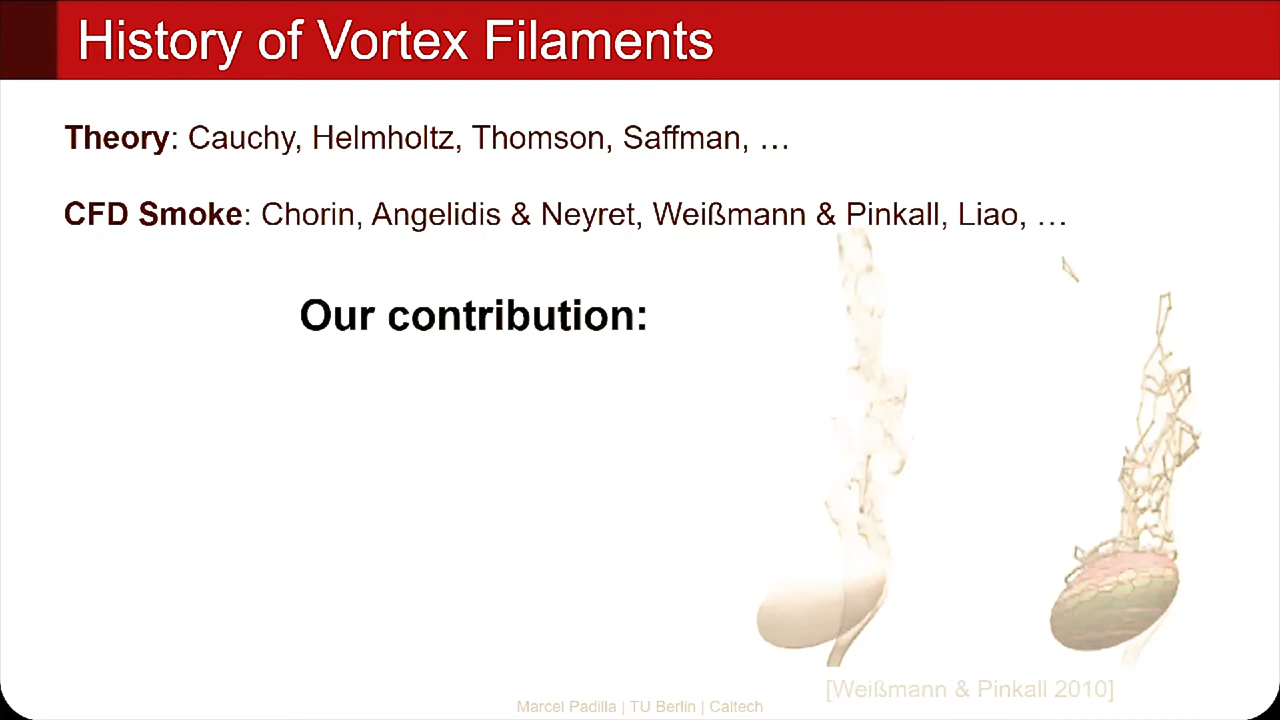 History of Vortex Filaments
Theory: Cauchy, Helmholtz, Thomson, Saffman, …
CFD Smoke: Chorin, Angelidis & Neyret, Weißmann & Pinkall, Liao, …
Our contribution:
[Weißmann & Pinkall 2010]
Marcel Padilla | TU Berlin | Caltech